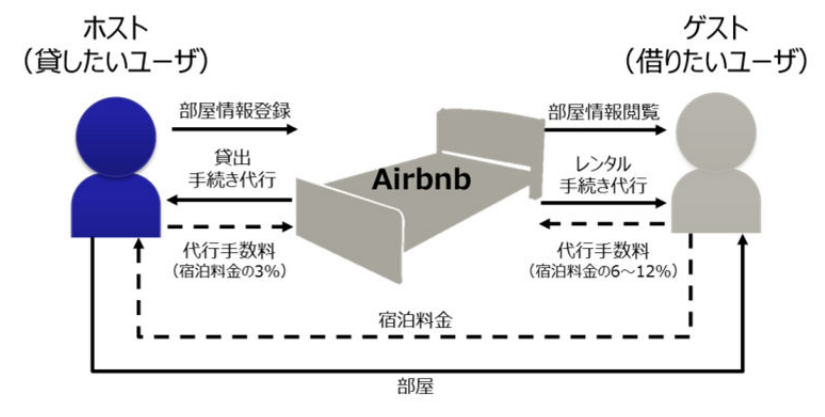 ホスト
（貸したいユーザ）
ゲスト
（借りたいユーザ）
部屋情報登録
貸出
手続き代行
代行手数料
（宿泊料金の3%）
Airbnb
部屋情報閲覧
レンタル
手続き代行
代行手数料
（宿泊料金の6～12%）
宿泊料金
部屋